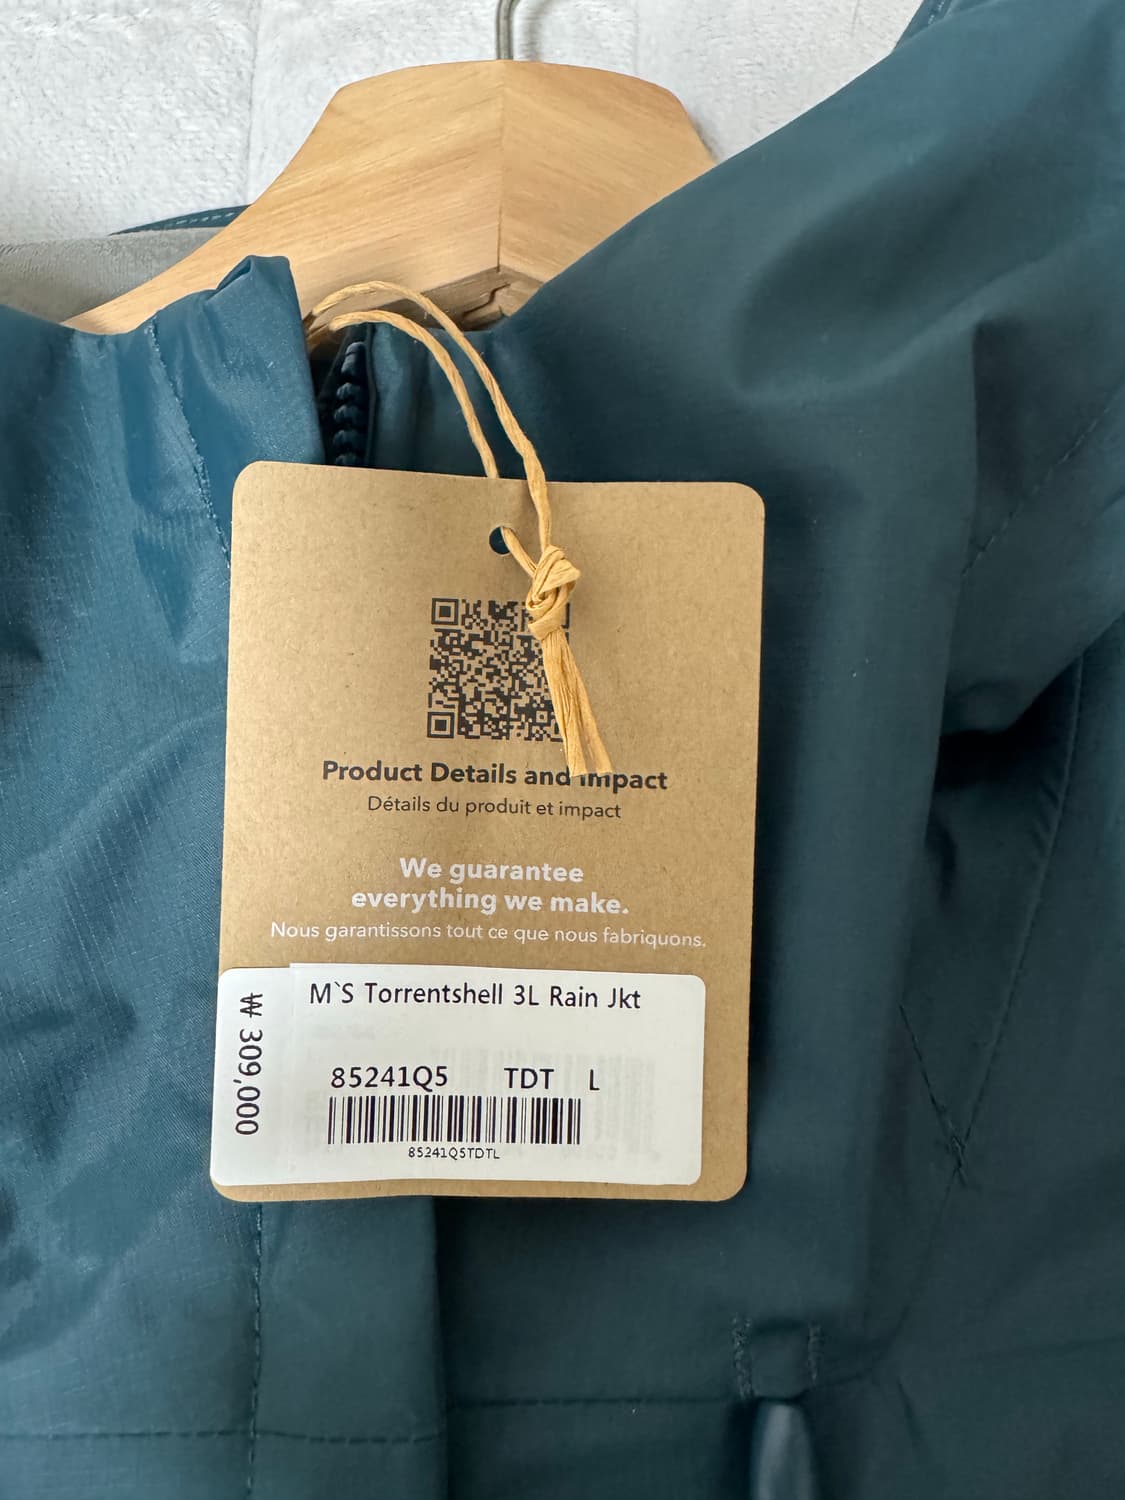 Product Details and Impact
Détails du produit et impact
We guarantee
everything we make.
Nous garantissons tout ce que nous fabriquons.
M`S Torrentshell 3L Rain Jkt
85241Q5 TDT L
85241Q5TDTL
₩ 309,000